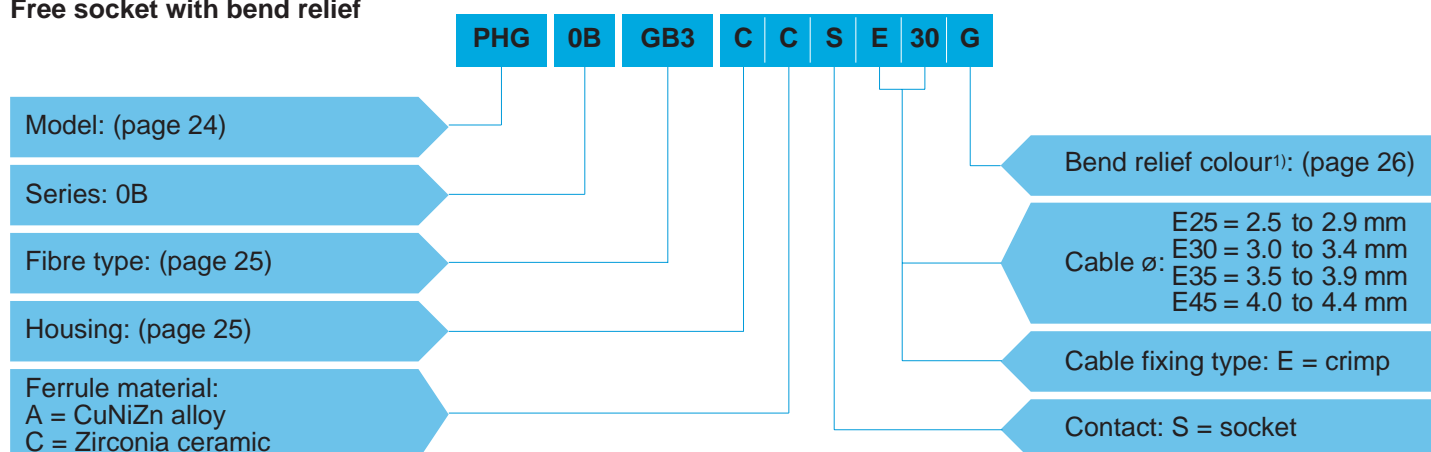 Free socket with bend relief
PHG 0B GB3 C C S E 30 G
Model: (page 24)
Series: 0B
Fibre type: (page 25)
Housing: (page 25)
Ferrule material:
A = CuNiZn alloy
C = Zirconia ceramic
Bend relief colour1): (page 26)
Cable ø:
E25 = 2.5 to 2.9 mm
E30 = 3.0 to 3.4 mm
E35 = 3.5 to 3.9 mm
E45 = 4.0 to 4.4 mm
Cable fixing type: E = crimp
Contact: S = socket